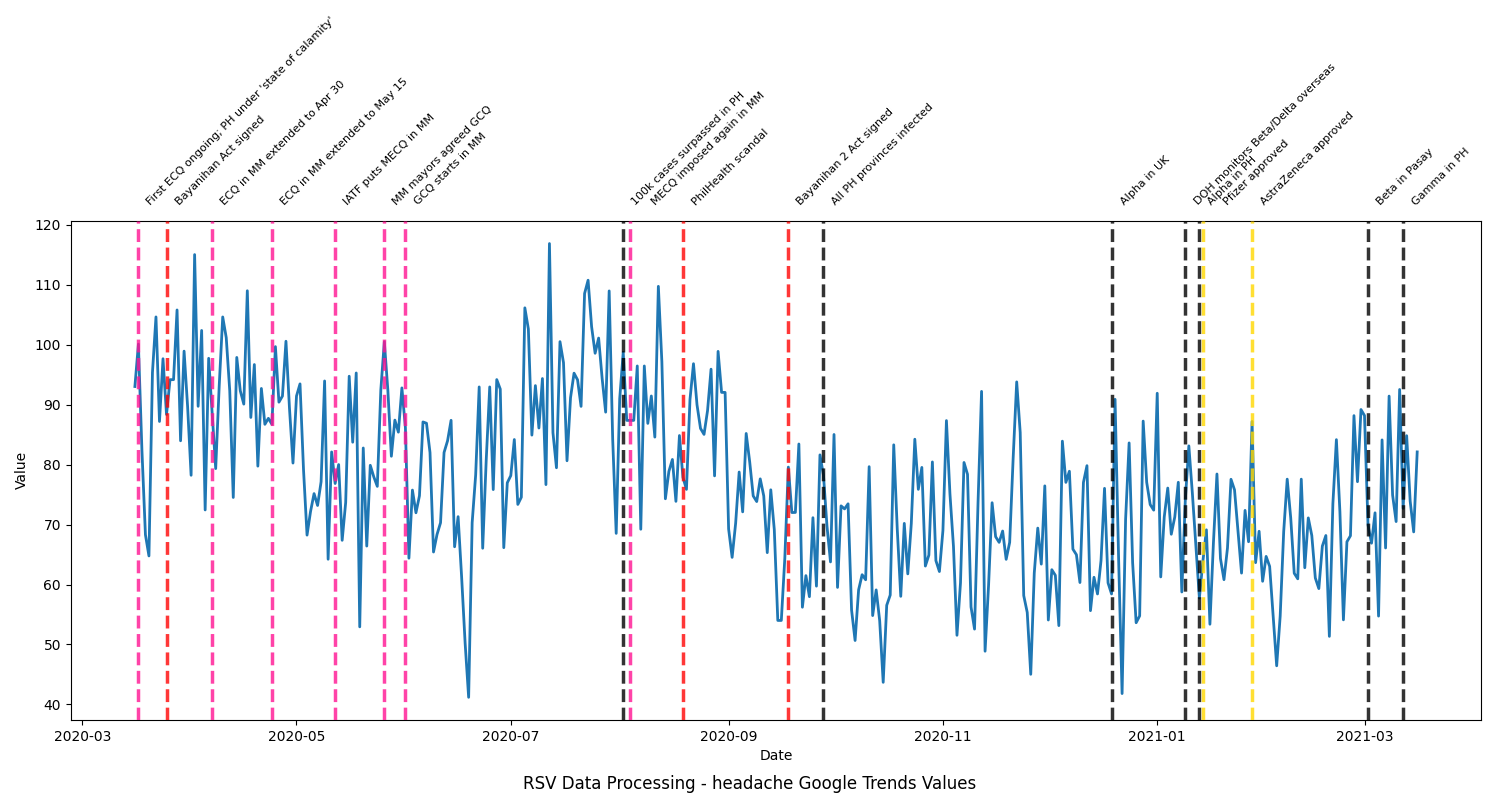 First ECQ ongoing; PH under 'state of calamity'
Bayanihan Act signed
ECQ in MM extended to Apr 30
ECQ in MM extended to May 15
IATF puts MECQ in MM
MM mayors agreed GCQ
GCQ starts in MM
100k cases surpassed in PH
MECQ imposed again in MM
PhilHealth scandal
Bayanihan 2 Act signed
All PH provinces infected
Alpha in UK
DOH monitors Beta/Delta overseas
Alpha in PH
Pfizer approved
AstraZeneca approved
Beta in Pasay
Gamma in PH
120
110
100
90
80
70
60
50
40
Value
2020-03
2020-05
2020-07
2020-09
2020-11
2021-01
2021-03
Date
RSV Data Processing - headache Google Trends Values